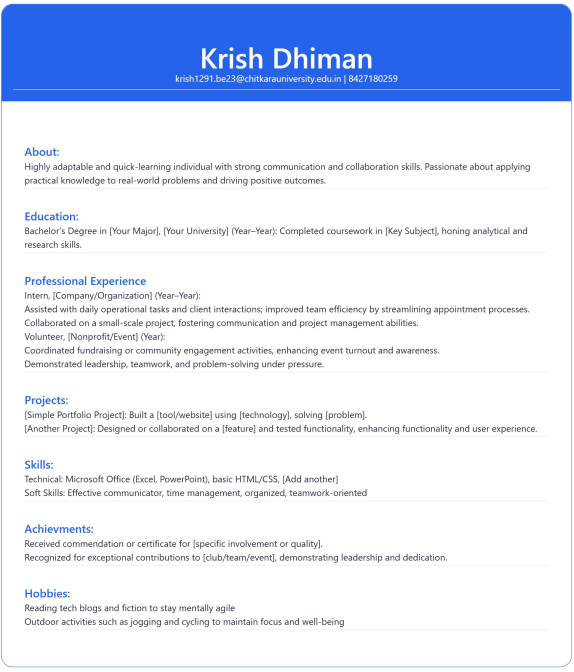 Krish Dhiman
krish1291.be23@chitkarauniversity.edu.in | 8427180259
About:
Highly adaptable and quick-learning individual with strong communication and collaboration skills. Passionate about applying
practical knowledge to real-world problems and driving positive outcomes.
Education:
Bachelor's Degree in [Your Major], [Your University] (Year–Year): Completed coursework in [Key Subject], honing analytical and
research skills.
Professional Experience
Intern, [Company/Organization] (Year–Year):
Assisted with daily operational tasks and client interactions; improved team efficiency by streamlining appointment processes.
Collaborated on a small-scale project, fostering communication and project management abilities.
Volunteer, [Nonprofit/Event] (Year):
Coordinated fundraising or community engagement activities, enhancing event turnout and awareness.
Demonstrated leadership, teamwork, and problem-solving under pressure.
Projects:
[Simple Portfolio Project]: Built a [tool/website] using [technology], solving [problem].
[Another Project]: Designed or collaborated on a [feature] and tested functionality, enhancing functionality and user experience.
Skills:
Technical: Microsoft Office (Excel, PowerPoint), basic HTML/CSS, [Add another]
Soft Skills: Effective communicator, time management, organized, teamwork-oriented
Achievments:
Received commendation or certificate for [specific involvement or quality].
Recognized for exceptional contributions to [club/team/event], demonstrating leadership and dedication.
Hobbies:
Reading tech blogs and fiction to stay mentally agile
Outdoor activities such as jogging and cycling to maintain focus and well-being